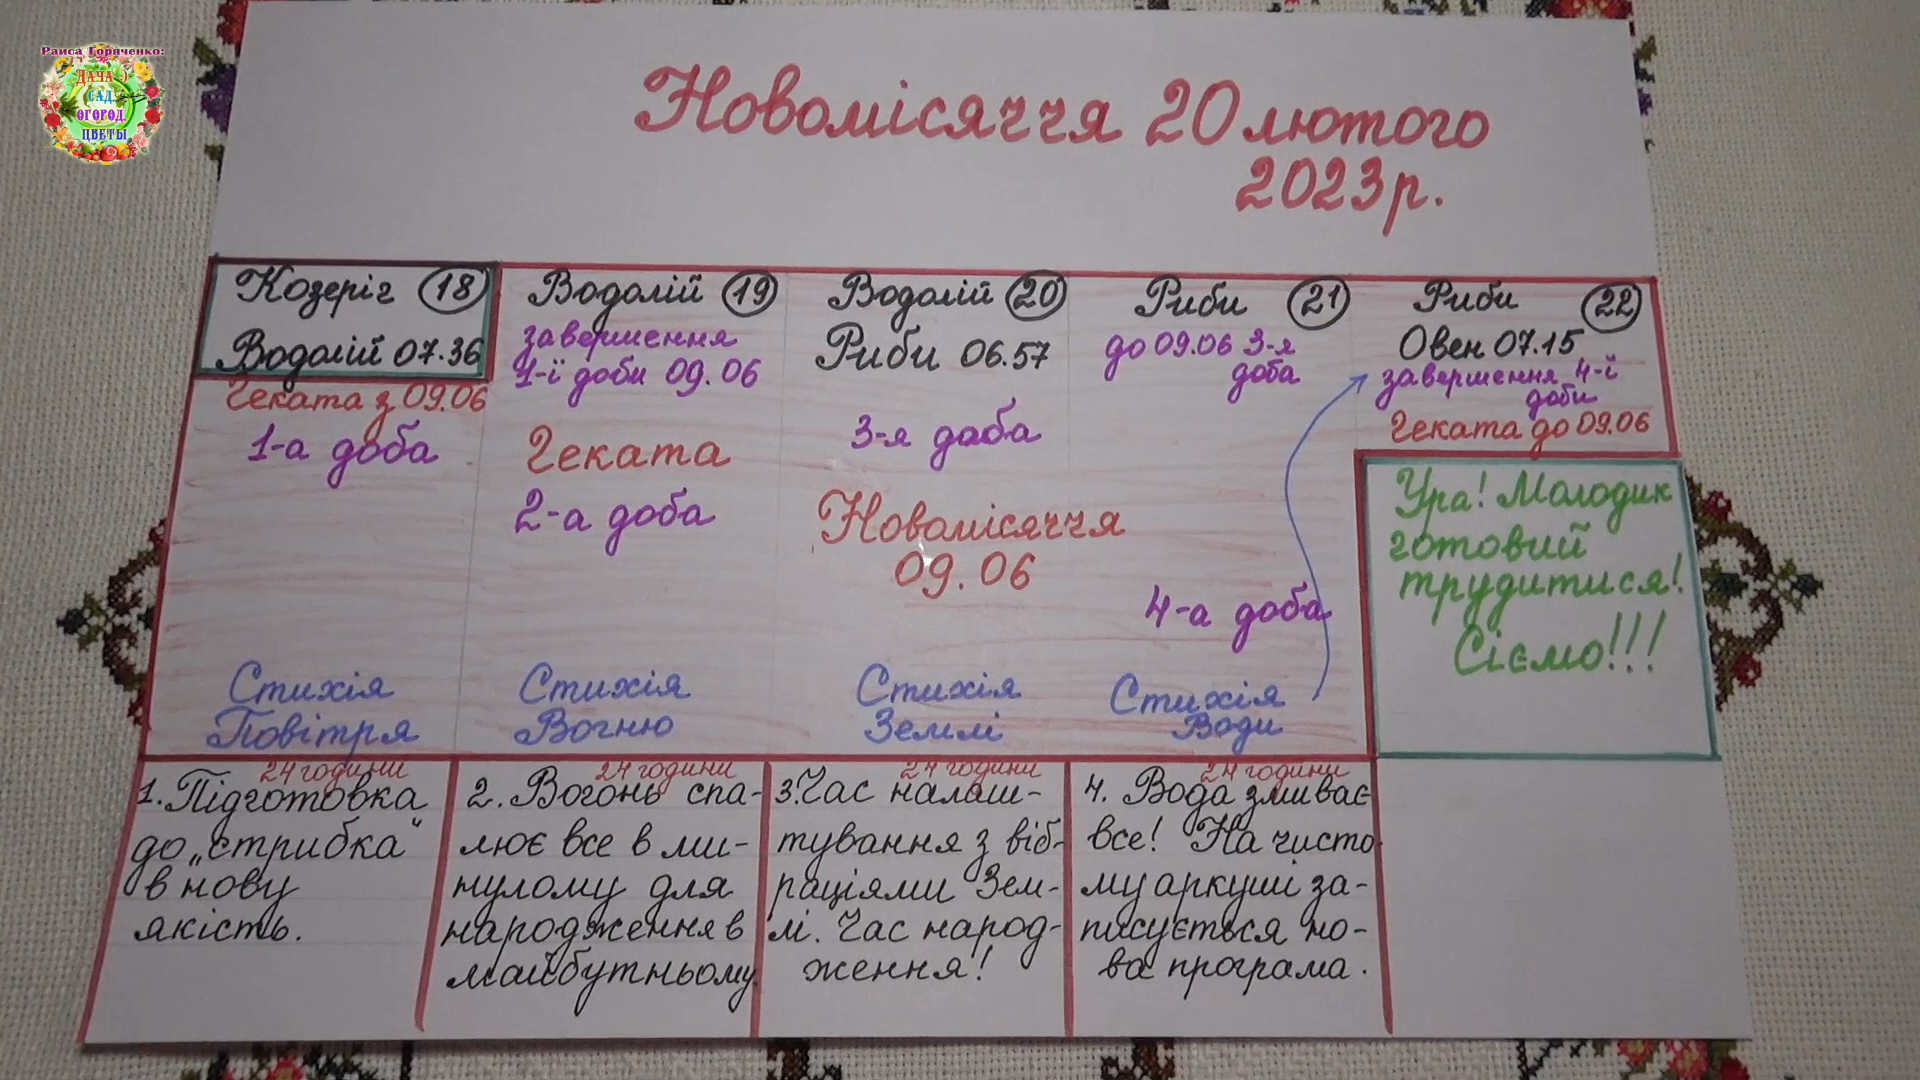 Раиса Горяченко:
Дача :)
САД.
ОГОРОД.
ЦВЕТЫ
Новомісяччя 20 лютого
2023р.
Козеріг 18
Водолій 07.36
Геката з 09.06
1-а доба
Стихія
Повітря
Водолій 19
завершення
1-ї доби 09.06
Геката
2-а доба
Стихія
Вогню
Водолій 20
Риби 06.57
3-я доба
Новомісяччя
09.06
Стихія
Землі
Риби 21
до 09.06 3-я
доба
4-а доба
Стихія
Води
Риби 22
Овен 07.15
завершення 4-ї
доби
Геката до 09.06
Ура! Молодик
готовий
трудитися!
Сіємо!!!
24 години
1. Підготовка
до „стрибка“
в нову
якість.
24 години
2. Вогонь спа-
лює все в ми-
нулому для
народження в
майбутньому.
24 години
3. Час налаш-
тування з віб-
раціями Зем-
лі. Час народ-
ження!
24 години
4. Вода змиває
все! На чисто-
му аркуші за-
писується но-
ва програма.